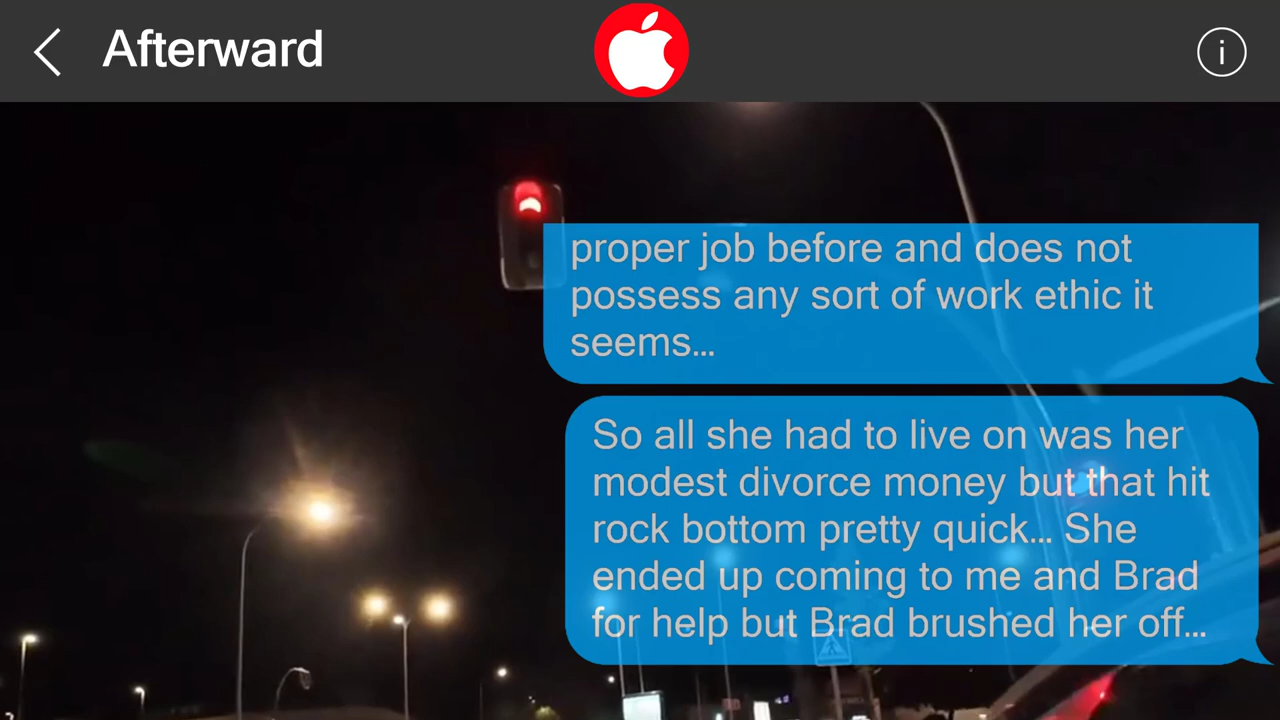 Afterward
i
proper job before and does not
possess any sort of work ethic it
seems...
So all she had to live on was her
modest divorce money but that hit
rock bottom pretty quick... She
ended up coming to me and Brad
for help but Brad brushed her off...